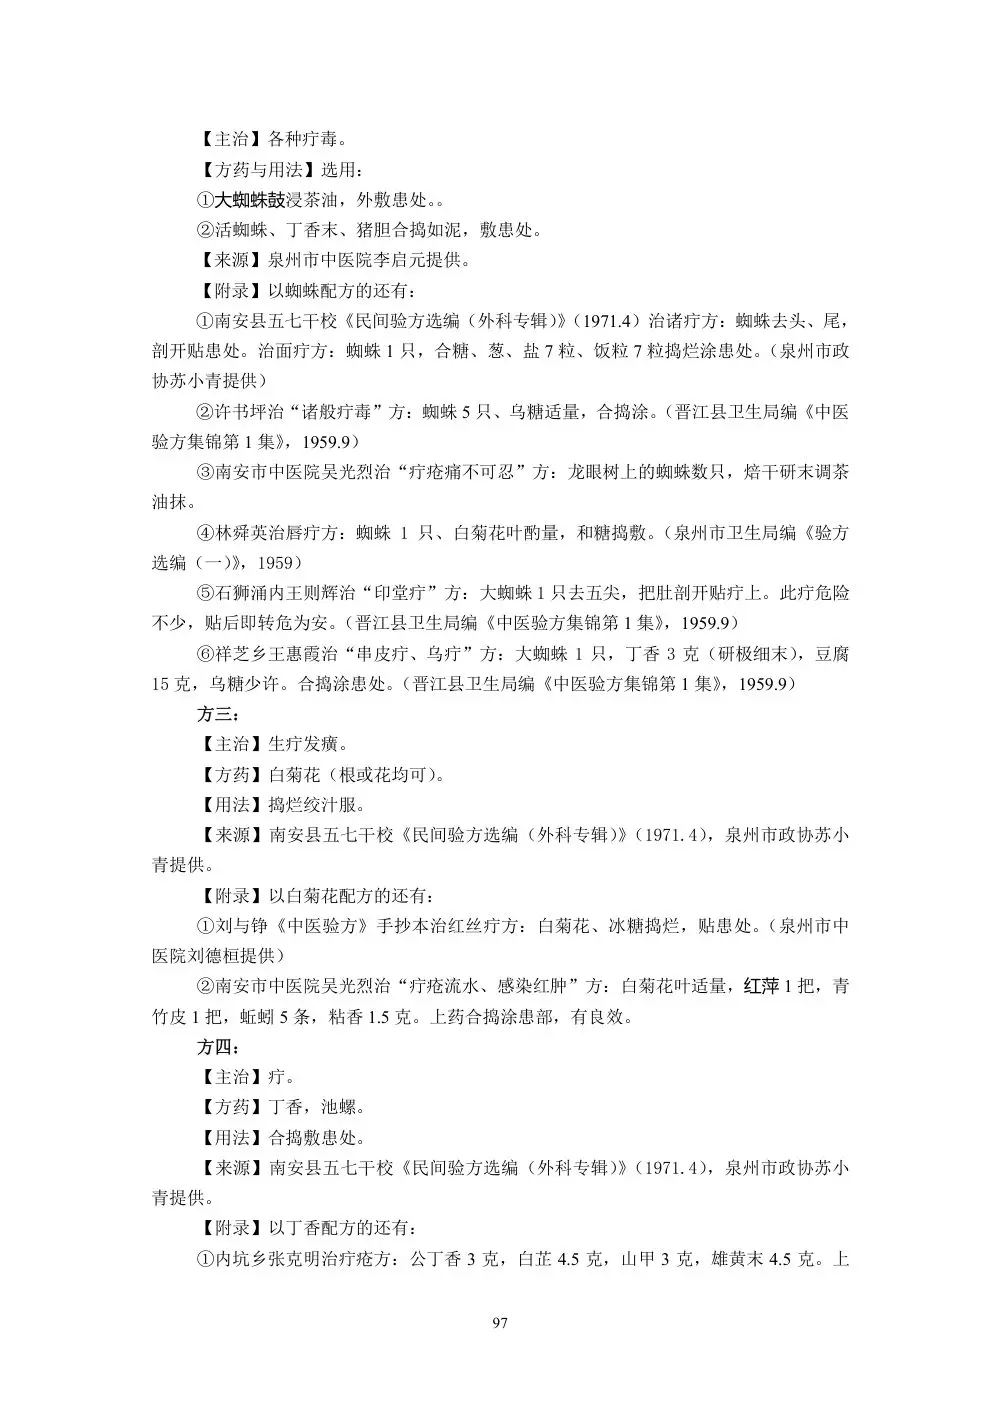 【主治】各种疔毒。
【方药与用法】选用：
①大蜘蛛鼓浸茶油，外敷患处。。
②活蜘蛛、丁香末、猪胆合捣如泥，敷患处。
【来源】泉州市中医院李启元提供。
【附录】以蜘蛛配方的还有：
①南安县五七干校《民间验方选编（外科专辑）》（1971.4）治诸疔方：蜘蛛去头、尾，
剖开贴患处。治面疔方：蜘蛛 1 只，合糖、葱、盐 7 粒、饭粒 7 粒捣烂涂患处。（泉州市政
协苏小青提供）
②许书坪治“诸般疔毒”方：蜘蛛 5 只、乌糖适量，合捣涂。（晋江县卫生局编《中医
验方集锦第 1 集》，1959.9）
③南安市中医院吴光烈治“疔疮痛不可忍”方：龙眼树上的蜘蛛数只，焙干研末调茶
油抹。
④林舜英治唇疔方：蜘蛛 1 只、白菊花叶酌量，和糖捣敷。（泉州市卫生局编《验方
选编（一）》，1959）
⑤石狮涌内王则辉治“印堂疔”方：大蜘蛛 1 只去五尖，把肚剖开贴疔上。此疔危险
不少，贴后即转危为安。（晋江县卫生局编《中医验方集锦第 1 集》，1959.9）
⑥祥芝乡王惠霞治“串皮疔、乌疔”方：大蜘蛛 1 只，丁香 3 克（研极细末），豆腐
15 克，乌糖少许。合捣涂患处。（晋江县卫生局编《中医验方集锦第 1 集》，1959.9）
方三：
【主治】生疔发癀。
【方药】白菊花（根或花均可）。
【用法】捣烂绞汁服。
【来源】南安县五七干校《民间验方选编（外科专辑）》（1971.4），泉州市政协苏小
青提供。
【附录】以白菊花配方的还有：
①刘与铮《中医验方》手抄本治红丝疔方：白菊花、冰糖捣烂，贴患处。（泉州市中
医院刘德桓提供）
②南安市中医院吴光烈治“疔疮流水、感染红肿”方：白菊花叶适量，红萍 1 把，青
竹皮 1 把，蚯蚓 5 条，粘香 1.5 克。上药合捣涂患部，有良效。
方四：
【主治】疔。
【方药】丁香，池螺。
【用法】合捣敷患处。
【来源】南安县五七干校《民间验方选编（外科专辑）》（1971.4），泉州市政协苏小
青提供。
【附录】以丁香配方的还有：
①内坑乡张克明治疔疮方：公丁香 3 克，白芷 4.5 克，山甲 3 克，雄黄末 4.5 克。上
97